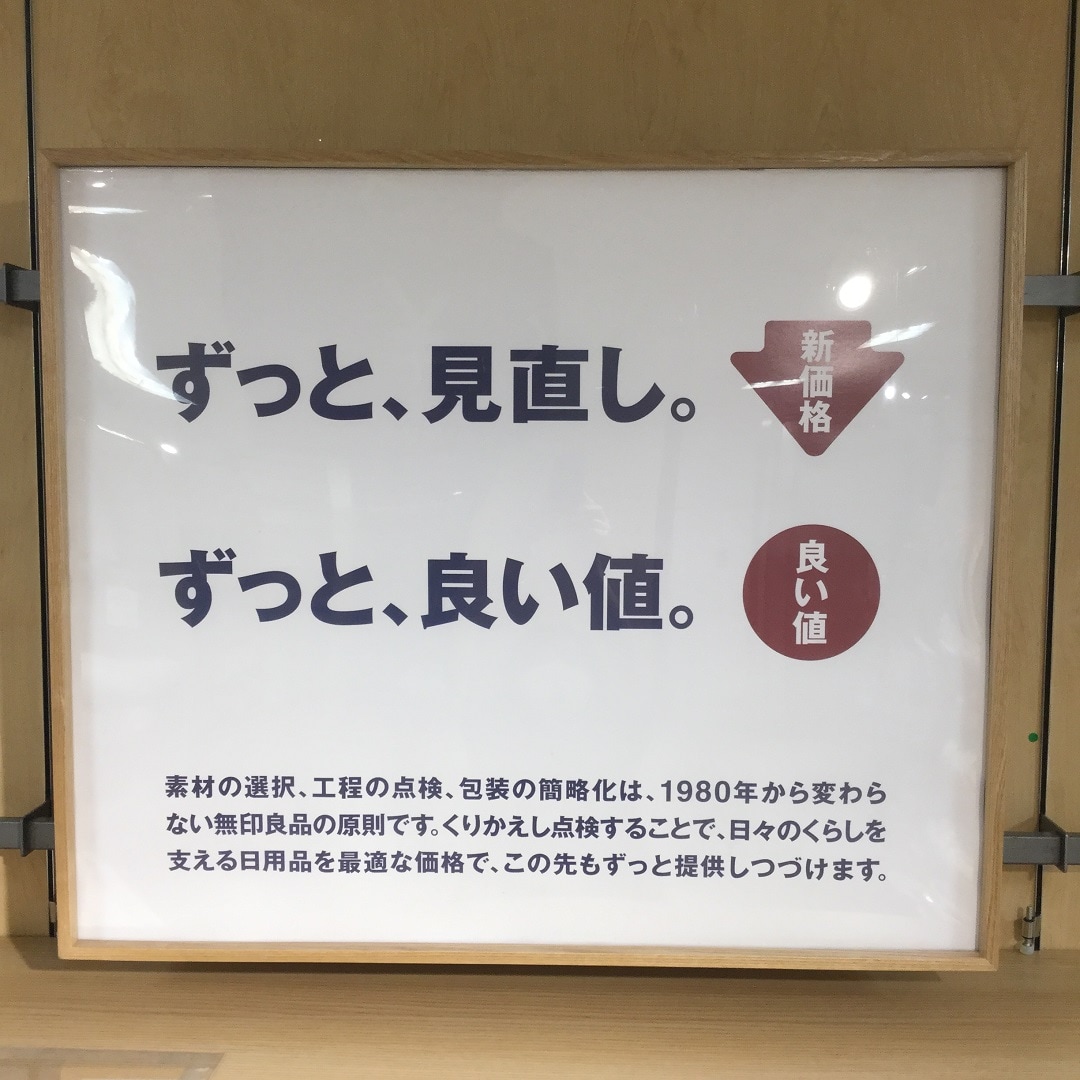 ずっと、見直し。
新価格
ずっと、良い値。
良い値
素材の選択、工程の点検、包装の簡略化は、1980年から変わら
ない無印良品の原則です。くりかえし点検することで、日々のくらしを
支える日用品を最適な価格で、この先もずっと提供しつづけます。